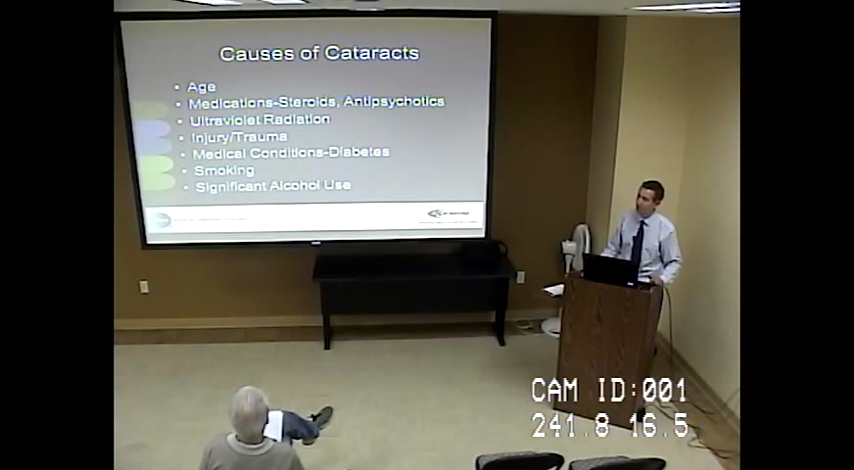 Causes of Cataracts
• Age
• Medications-Steroids, Antipsychotics
• Ultraviolet Radiation
• Injury/Trauma
• Medical Conditions-Diabetes
• Smoking
• Significant Alcohol Use
CAM ID:001
241.8 16.5